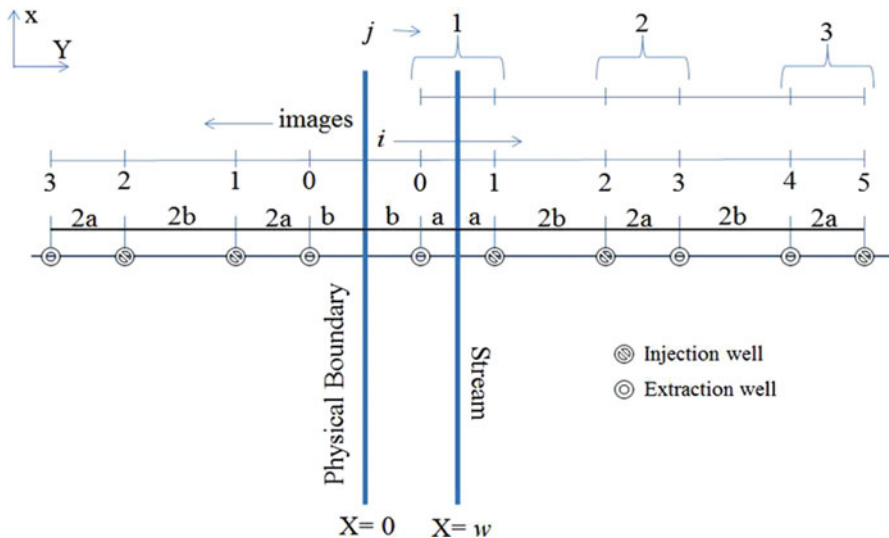 x
Y
j
1
2
3
images
i
3 2 1 0 0 1 2 3 4 5
2a 2b 2a b b a a 2b 2a 2b 2a
Physical Boundary
Stream
Injection well
Extraction well
X= 0 X= w